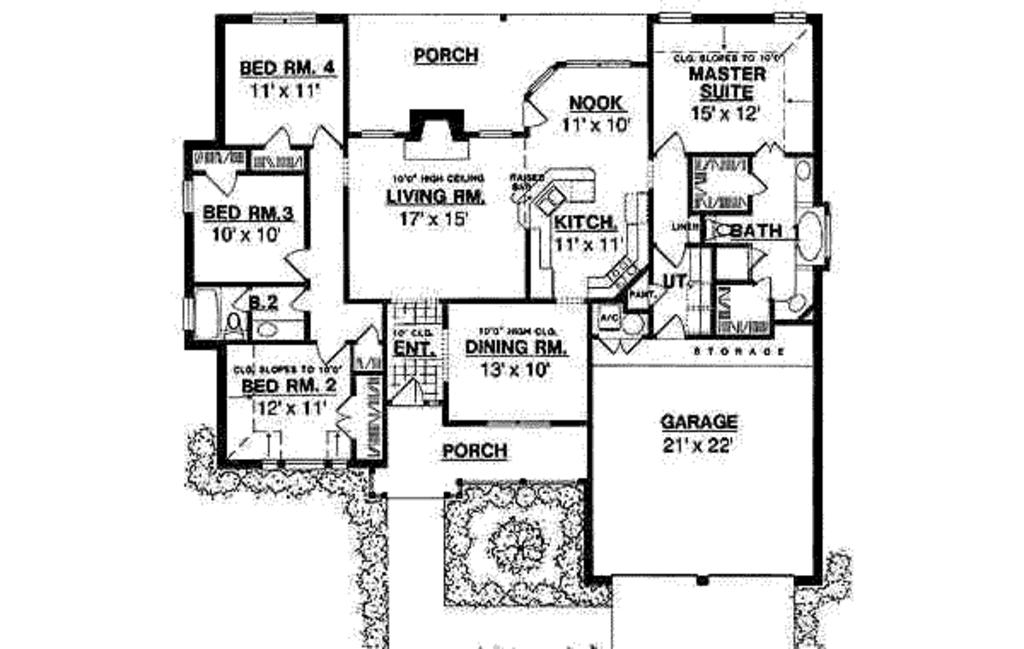 PORCH
BED RM. 4
11' x 11'
NOOK
11' x 10'
CLG. SLOPES TO 10'0"
MASTER
SUITE
15' x 12'
10'0" HIGH CEILING
LIVING RM.
17' x 15'
RAISED
BAR
BED RM.3
10' x 10'
KITCH.
11' x 11'
LINEN
BATH 1
UT.
PANT.
B.2
A/C
10' CLG.
ENT.
10'0" HIGH CLG.
DINING RM.
13' x 10'
STORAGE
CLG. SLOPES TO 10'0"
BED RM. 2
12' x 11'
PORCH
GARAGE
21' x 22'